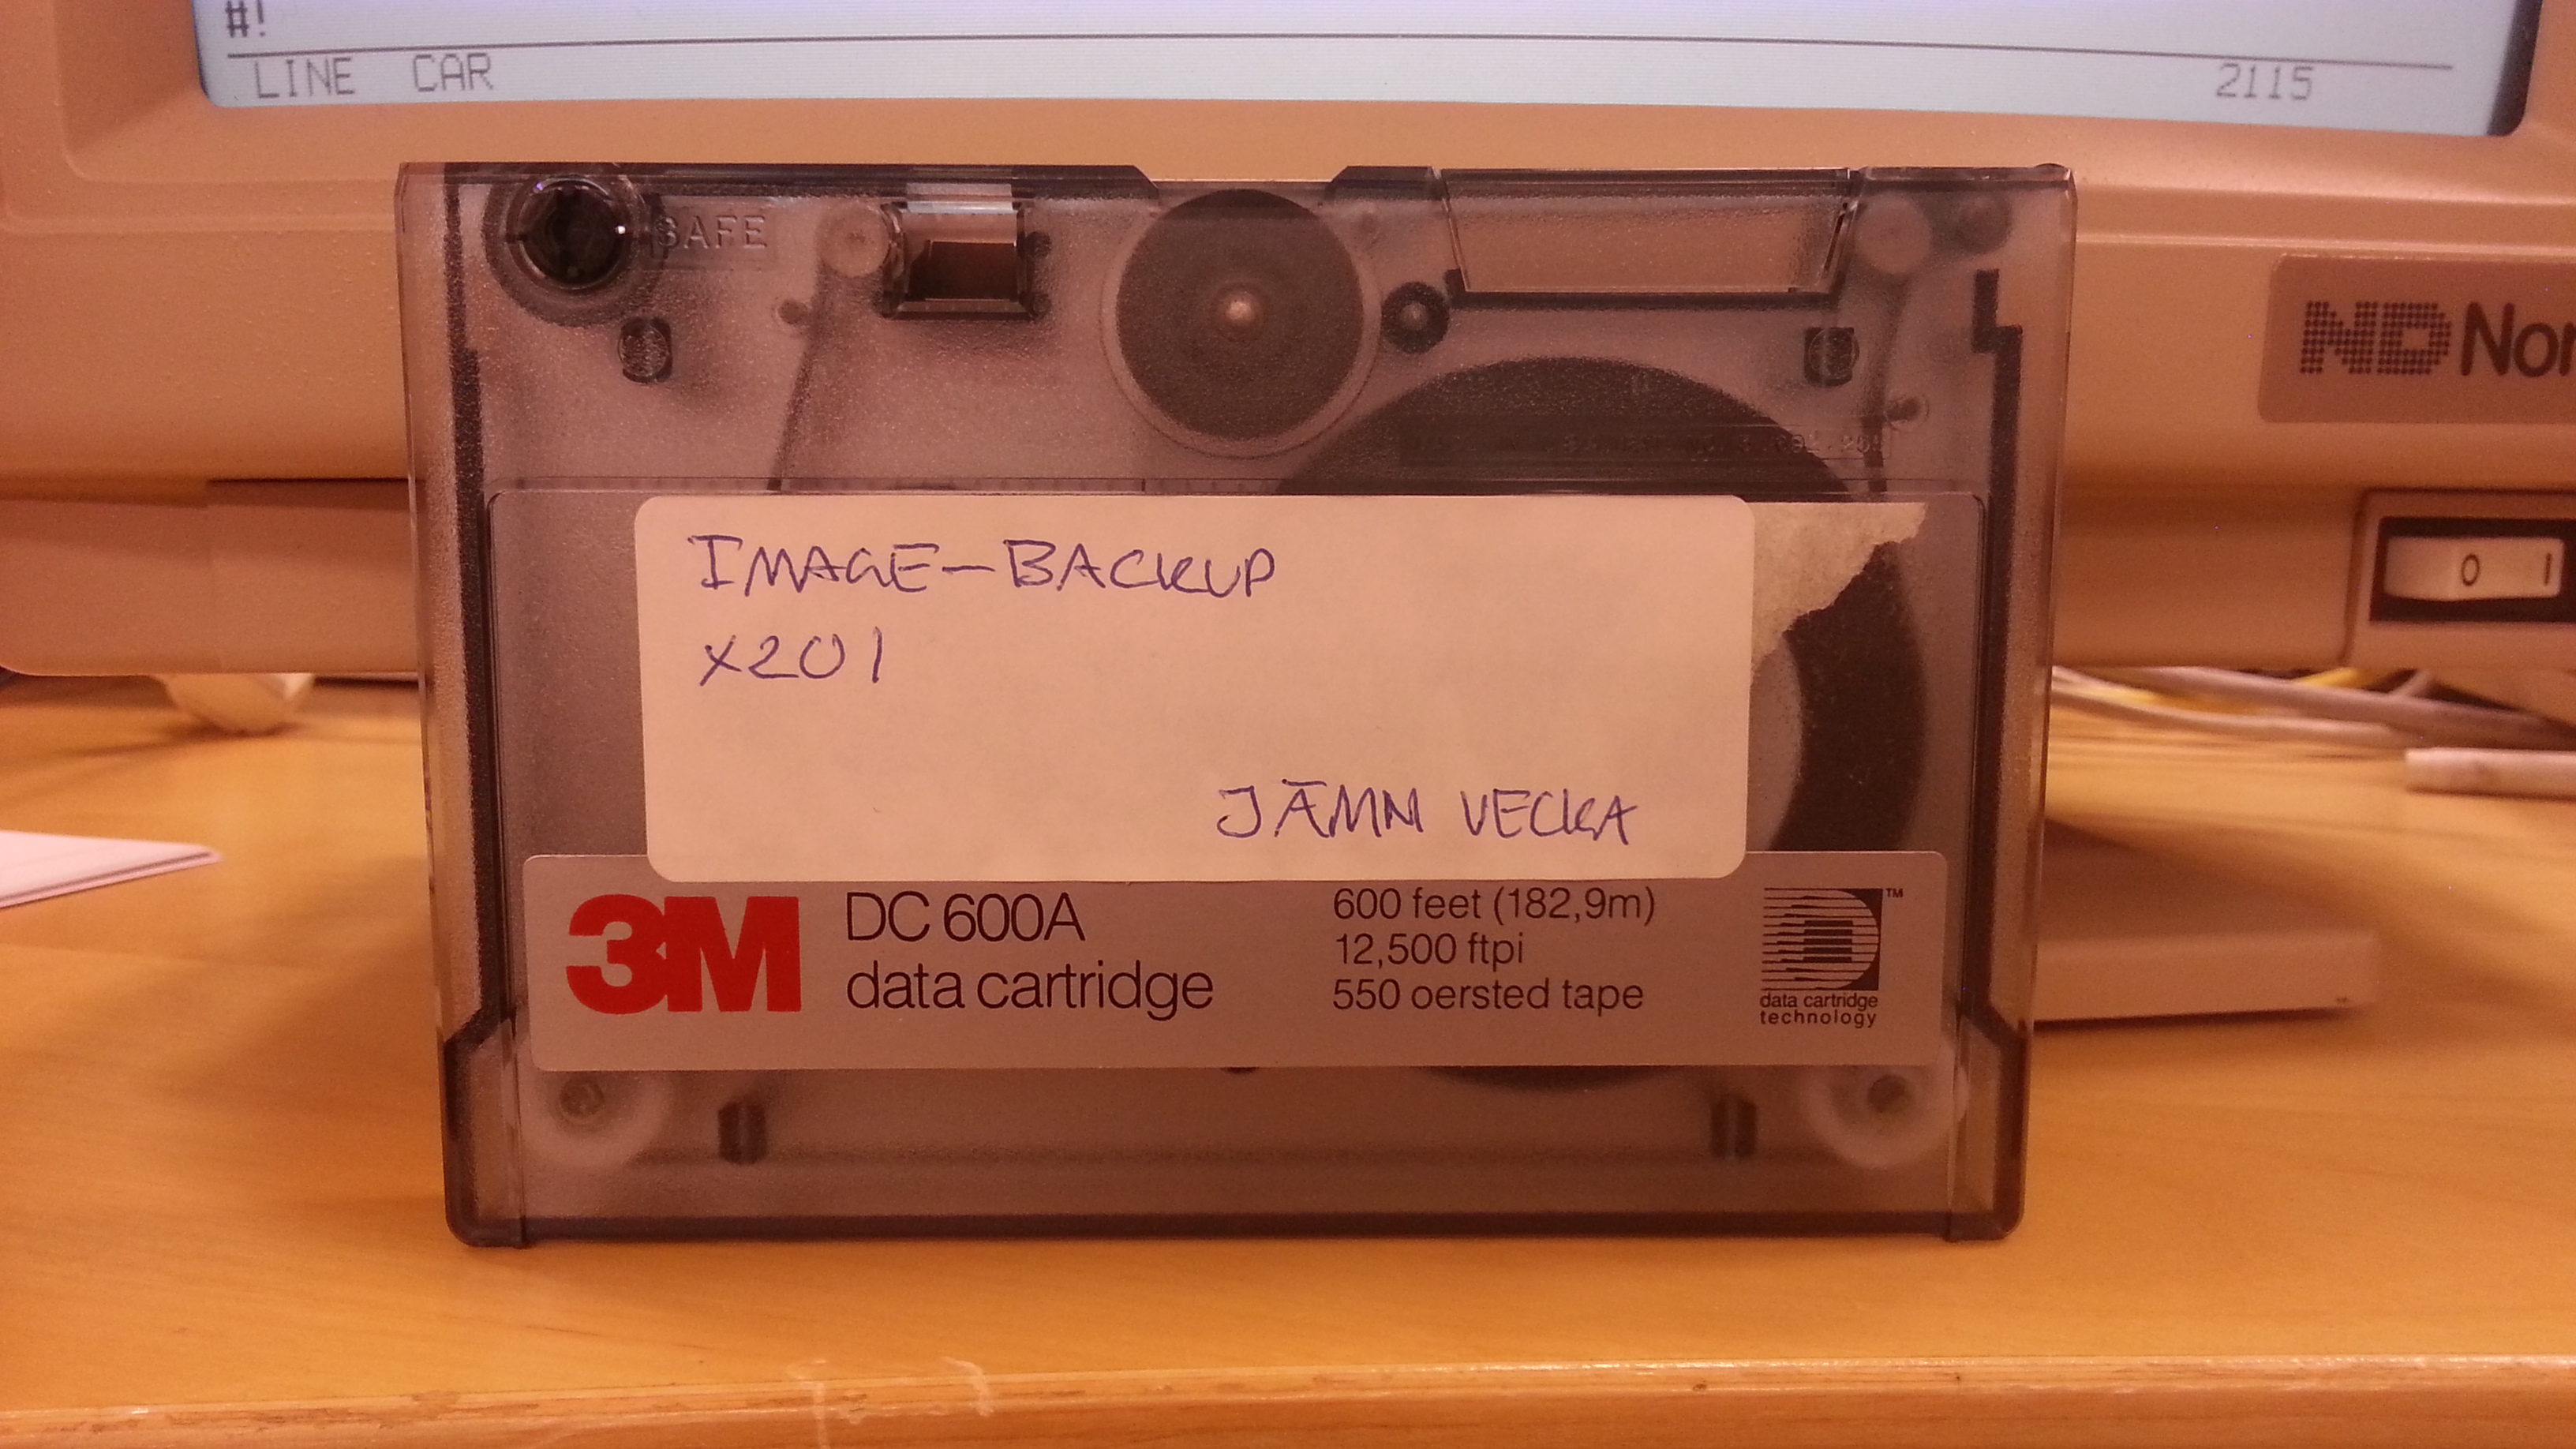 #!
LINE CAR 2115
SAFE
ND Nor
0 I
IMAGE-BACKUP
X201
JÄMN VECKA
3M
DC 600A
data cartridge
600 feet (182,9m)
12,500 ftpi
550 oersted tape
TM
data cartridge
technology